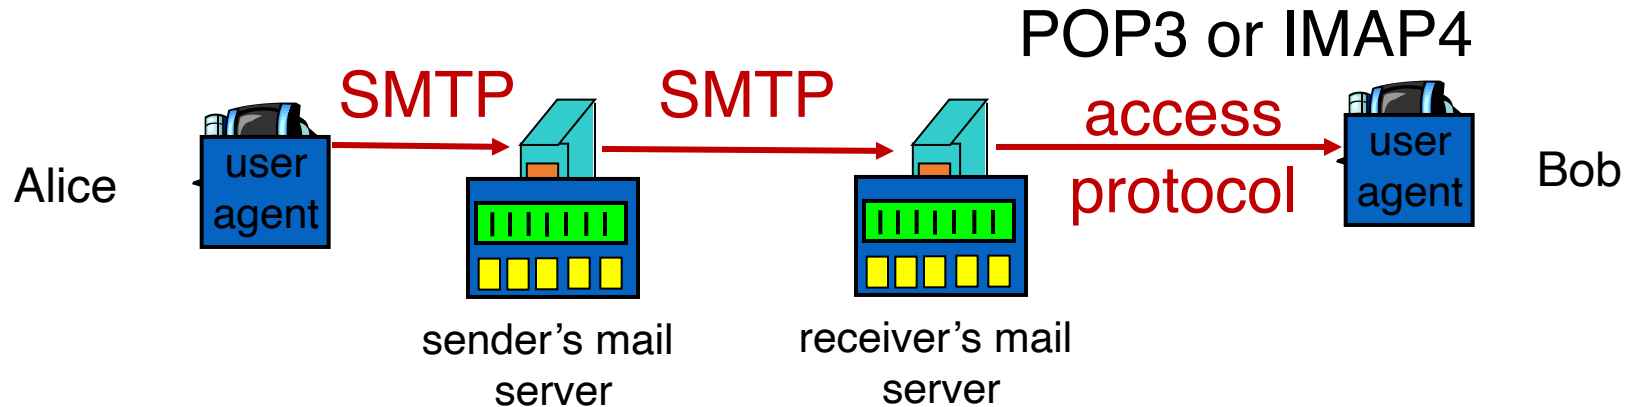 POP3 or IMAP4
SMTP
SMTP
access
protocol
Alice
user
agent
user
agent
Bob
sender’s mail
server
receiver’s mail
server